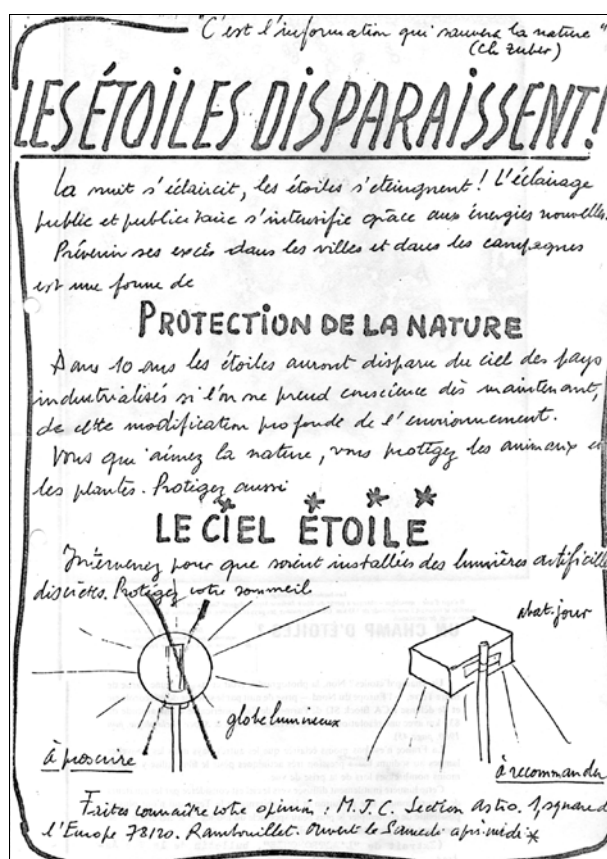 "C'est l'information qui sauvera la nature"
(Ch. Zuber)
LES ÉTOILES DISPARAISSENT!
La nuit s'éclaircit, les étoiles s'éteingnent! L'éclairage
public et publicitaire s'intensifie grâce aux énergies nouvelles.
Prévenir ses excès dans les villes et dans les campagnes
est une forme de
PROTECTION DE LA NATURE
Dans 10 ans les étoiles auront disparu du ciel des pays
industrialisés si l'on ne prend conscience dès maintenant,
de cette modification profonde de l'environnement.
Vous qui aimez la nature, vous protégez les animaux et
les plantes. Protégez aussi
LE CIEL ÉTOILE
Intervenez pour que soient installées des lumières artificielles
discrètes. Protégez votre sommeil
UN CHAMP D'ÉTOILES ?
abat-jour
globe lumineux
à proscrire
à recommander
Faites connaître votre opinion. M.J.C. Section astro. 1, square de
l'Europe 78120. Rambouillet. Ouvert le Samedi après-midi*